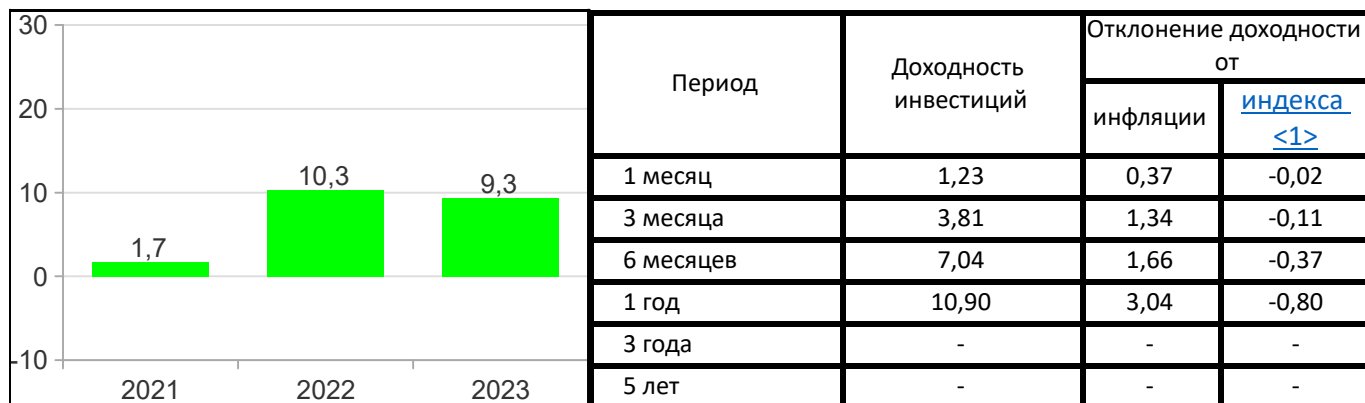 30
20
10
0
-10
1,7
10,3
9,3
2021 2022 2023
Период
Доходность
инвестиций
Отклонение доходности
от
инфляции
индекса
<1>
1 месяц 1,23 0,37 -0,02
3 месяца 3,81 1,34 -0,11
6 месяцев 7,04 1,66 -0,37
1 год 10,90 3,04 -0,80
3 года - - -
5 лет - - -